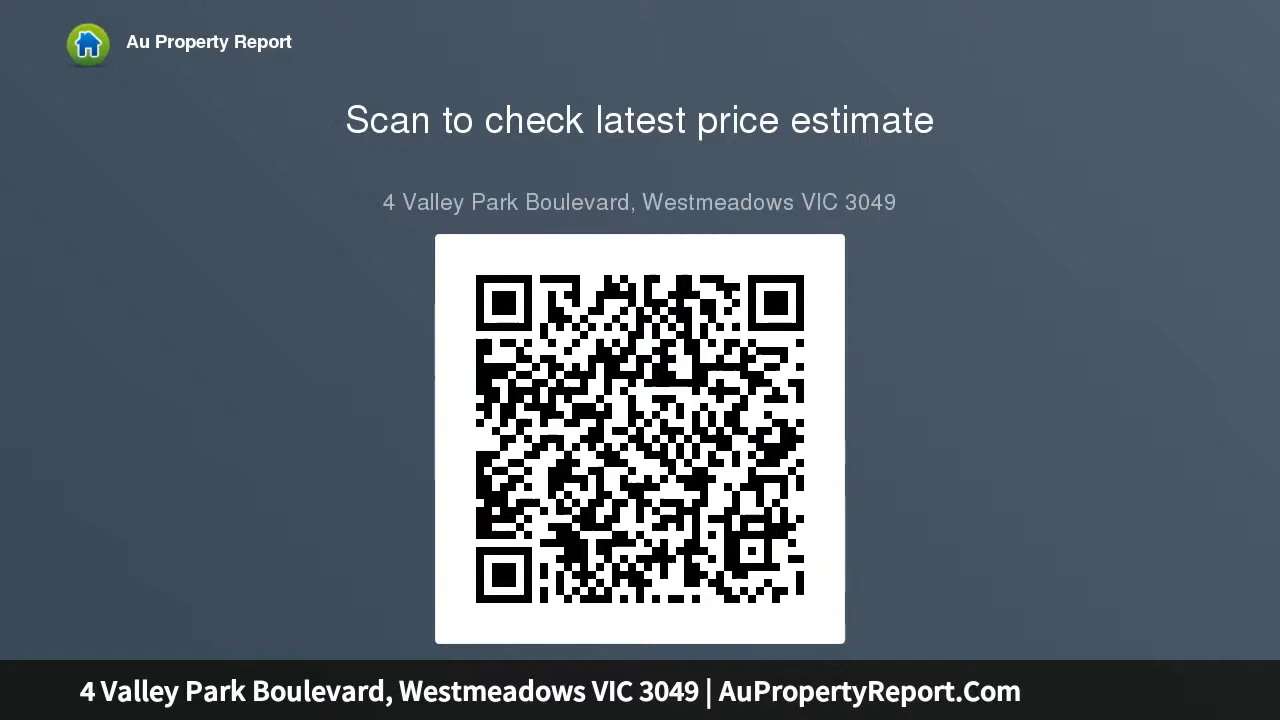 Au Property Report
Scan to check latest price estimate
4 Valley Park Boulevard, Westmeadows VIC 3049
4 Valley Park Boulevard, Westmeadows VIC 3049 | AuPropertyReport.Com